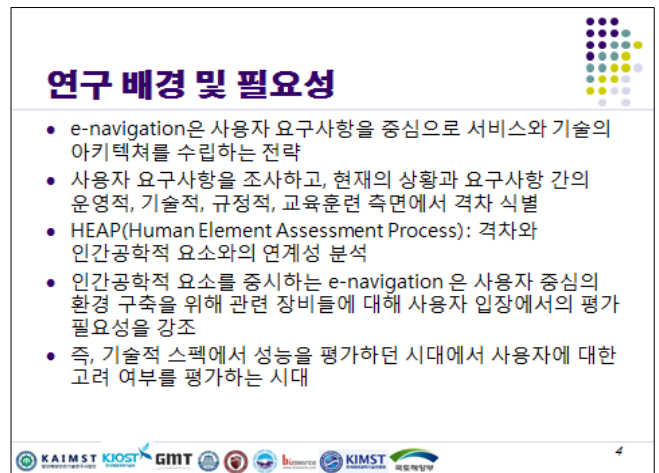 연구 배경 및 필요성
e-navigation은 사용자 요구사항을 중심으로 서비스와 기술의
아키텍쳐를 수립하는 전략
사용자 요구사항을 조사하고, 현재의 상황과 요구사항 간의
운영적, 기술적, 규정적, 교육훈련 측면에서 격차 식별
HEAP(Human Element Assessment Process): 격차와
인간공학적 요소와의 연계성 분석
인간공학적 요소를 중시하는 e-navigation 은 사용자 중심의
환경 구축을 위해 관련 장비들에 대해 사용자 입장에서의 평가
필요성을 강조
즉, 기술적 스펙에서 성능을 평가하던 시대에서 사용자에 대한
고려 여부를 평가하는 시대
KAIMST KIOST GMT KIMST 국토해양부
4